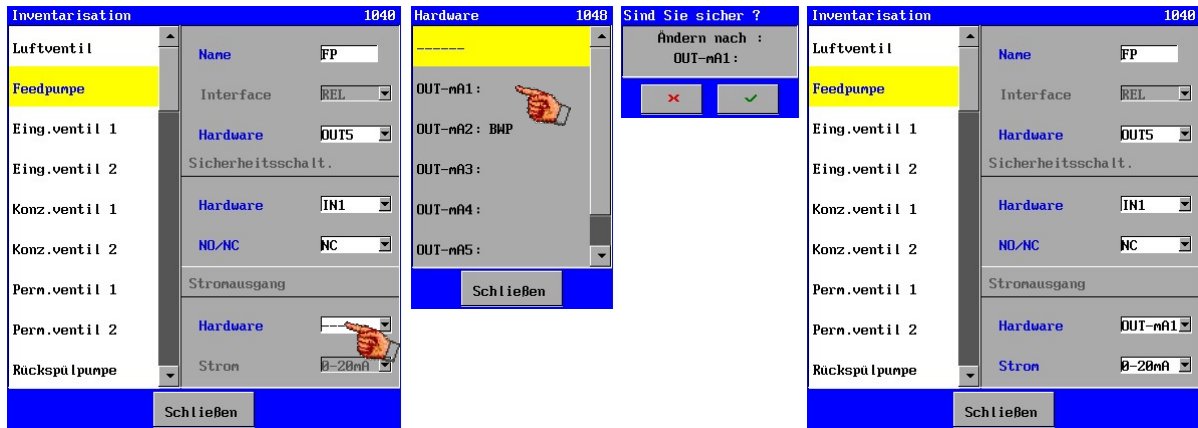 Inventarisation 1040
Luftventil
Feedpumpe
Eing.ventil 1
Eing.ventil 2
Konz.ventil 1
Konz.ventil 2
Perm.ventil 1
Perm.ventil 2
Rückspülpumpe
Name FP
Interface REL
Hardware OUT5
Sicherheitsschalt.
Hardware IN1
NO/NC NC
Stromausgang
Hardware ---
Strom 0-20mA
Schließen
Hardware 1048
------
OUT-mA1:
OUT-mA2: BWP
OUT-mA3:
OUT-mA4:
OUT-mA5:
Schließen
Sind Sie sicher ?
Ändern nach :
OUT-mA1:
Inventarisation 1040
Luftventil
Feedpumpe
Eing.ventil 1
Eing.ventil 2
Konz.ventil 1
Konz.ventil 2
Perm.ventil 1
Perm.ventil 2
Rückspülpumpe
Name FP
Interface REL
Hardware OUT5
Sicherheitsschalt.
Hardware IN1
NO/NC NC
Stromausgang
Hardware OUT-mA1
Strom 0-20mA
Schließen